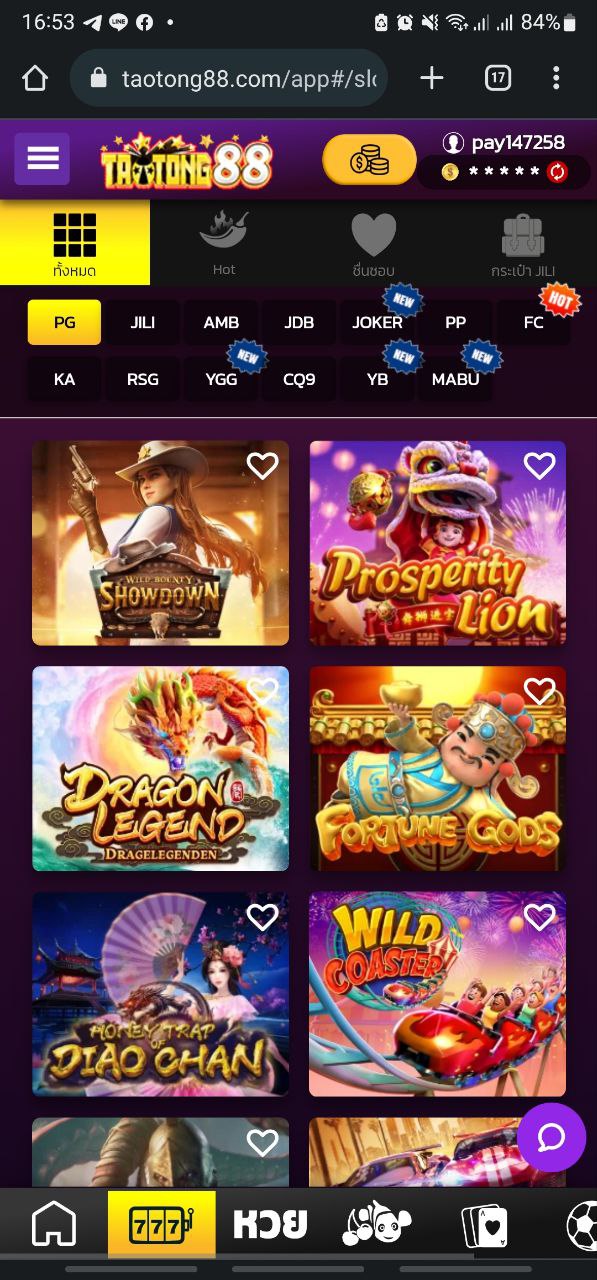 16:53
84%
taotong88.com/app#/slo
17
TAOTONG88
pay147258
* * * * *
ทั้งหมด
Hot
ชื่นชอบ
กระเป๋า JILI
PG
JILI
AMB
JDB
JOKER
NEW
PP
FC
HOT
KA
RSG
YGG
NEW
CQ9
YB
NEW
MABU
NEW
WILD BOUNTY
SHOWDOWN
Prosperity
Lion
DRAGON
LEGEND
DRAGELEGENDEN
FORTUNE GODS
HONEY TRAP
OF
DIAO CHAN
WILD
COASTER
777
หวย